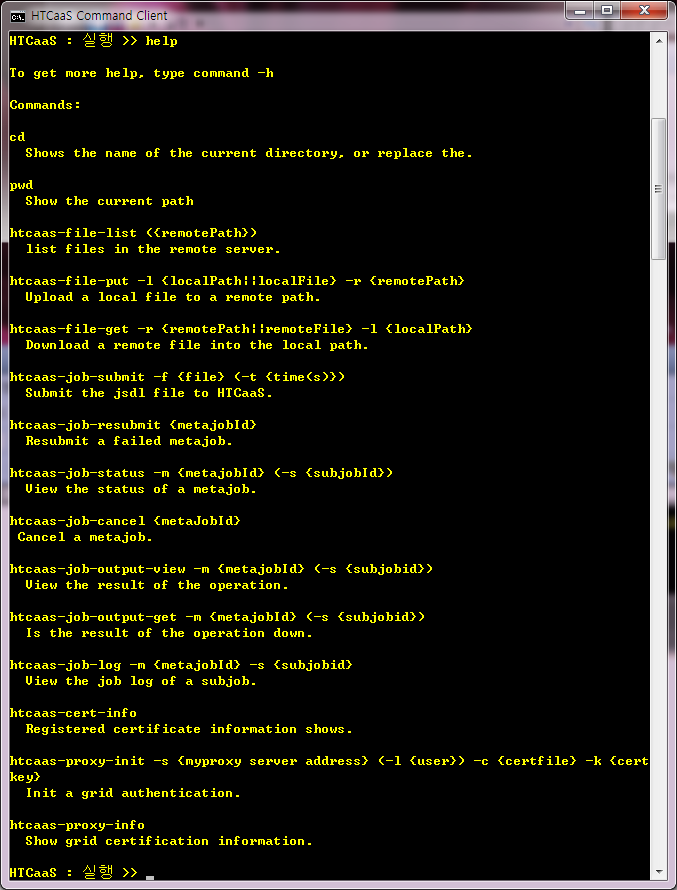 HTCaaS Command Client
HTCaaS : 실행 >> help
To get more help, type command -h
Commands:
cd
Shows the name of the current directory, or replace the.
pwd
Show the current path
htcaas-file-list ({remotePath})
list files in the remote server.
htcaas-file-put -l {localPath||localFile} -r {remotePath}
Upload a local file to a remote path.
htcaas-file-get -r {remotePath||remoteFile} -l {localPath}
Download a remote file into the local path.
htcaas-job-submit -f {file} (-t {time(s)})
Submit the jsdl file to HTCaaS.
htcaas-job-resubmit {metajobId}
Resubmit a failed metajob.
htcaas-job-status -m {metajobId} (-s {subjobId})
View the status of a metajob.
htcaas-job-cancel {metaJobId}
Cancel a metajob.
htcaas-job-output-view -m {metajobId} (-s {subjobid})
View the result of the operation.
htcaas-job-output-get -m {metajobId} (-s {subjobid})
Is the result of the operation down.
htcaas-job-log -m {metajobId} -s {subjobid}
View the job log of a subjob.
htcaas-cert-info
Registered certificate information shows.
htcaas-proxy-init -s {myproxy server address} (-l {user}) -c {certfile} -k {cert
key}
Init a grid authentication.
htcaas-proxy-info
Show grid certification information.
HTCaaS : 실행 >> _